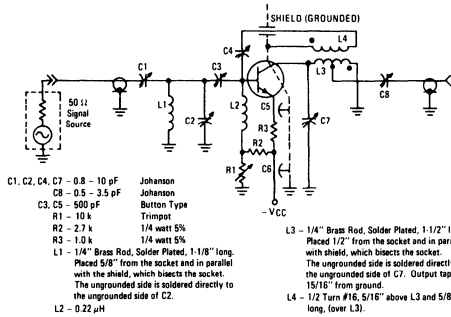 SHIELD (GROUNDED)
L4
C4
C1
C3
L3
C8
50 Ω
Signal
Source
L1
C2
L2
C5
R3
C7
R2
R1
C6
-VCC
C1, C2, C4, C7 - 0.8 - 10 pF Johanson
C8 - 0.5 - 3.5 pF Johanson
C3, C5 - 500 pF Button Type
R1 - 10 k Trimpot
R2 - 2.7 k 1/4 watt 5%
R3 - 1.0 k 1/4 watt 5%
L1 - 1/4" Brass Rod, Solder Plated, 1-1/8" long.
Placed 5/8" from the socket and in parallel
with the shield, which bisects the socket.
The ungrounded side is soldered directly to
the ungrounded side of C2.
L2 - 0.22 μH
L3 - 1/4" Brass Rod, Solder Plated, 1-1/2"
Placed 1/2" from the socket and in
with shield, which bisects the socket.
The ungrounded side is soldered
the ungrounded side of C7. Output
15/16" from ground.
L4 - 1/2 Turn #16, 5/16" above L3 and 5/8
long, (over L3).